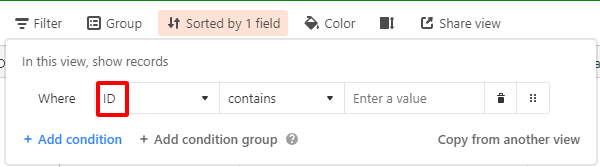 Filter Group Sorted by 1 field Color Share view
In this view, show records
Where ID contains Enter a value
+ Add condition + Add condition group ? Copy from another view